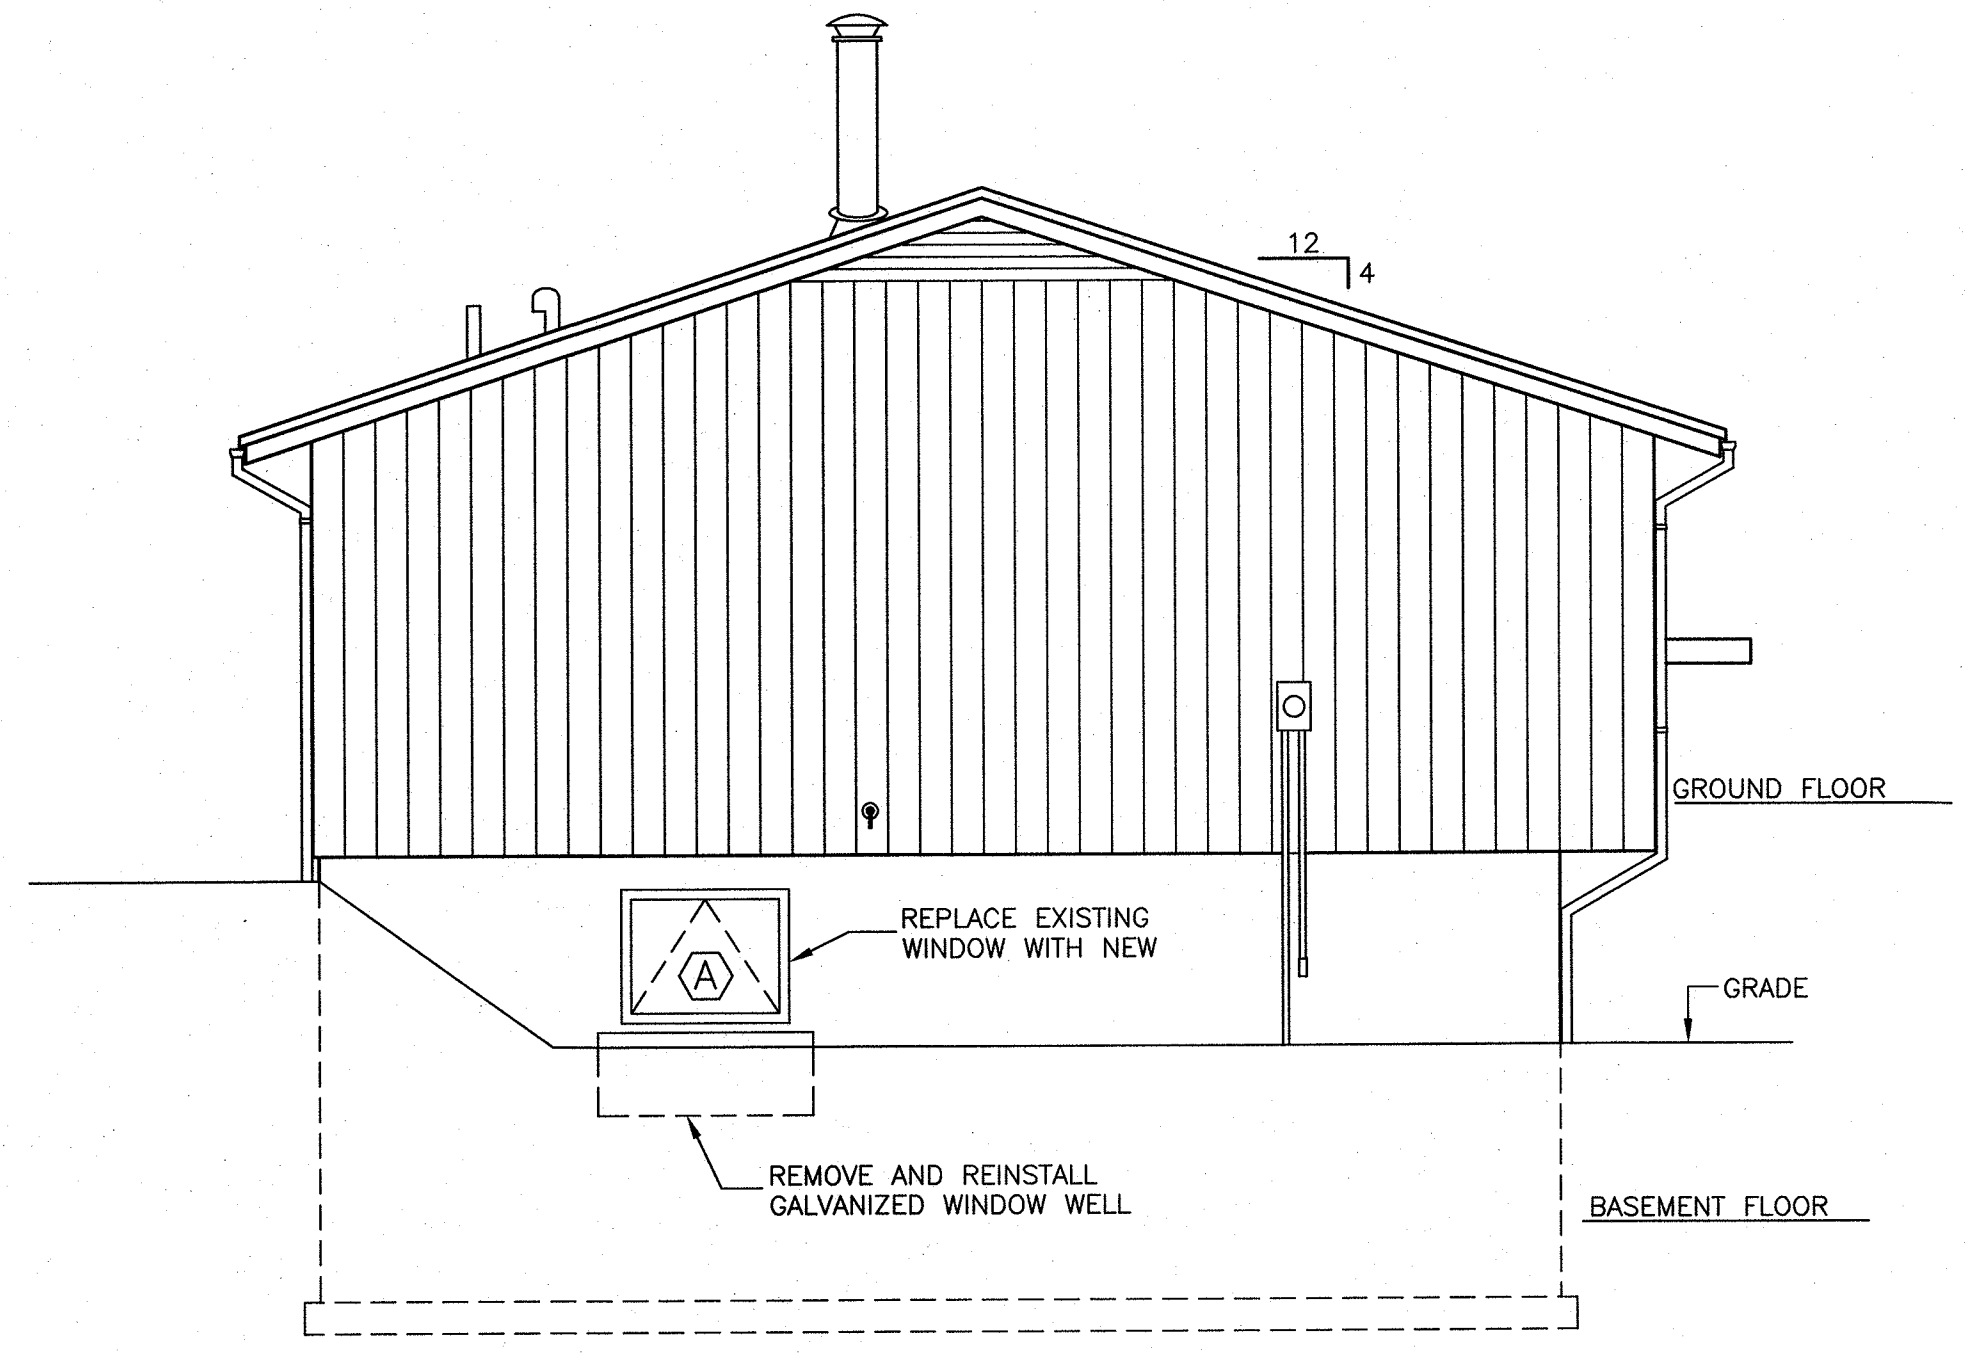 12
4
GROUND FLOOR
REPLACE EXISTING
WINDOW WITH NEW
A
GRADE
REMOVE AND REINSTALL
GALVANIZED WINDOW WELL
BASEMENT FLOOR